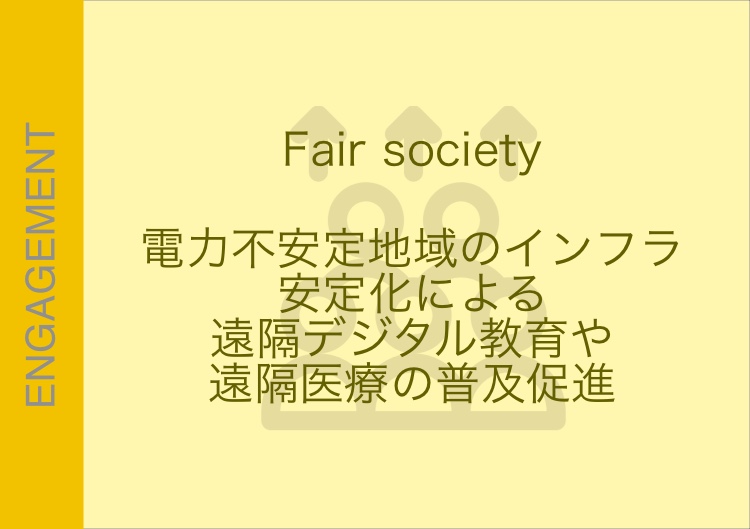 ENGAGEMENT
Fair society
電力不安定地域のインフラ
安定化による
遠隔デジタル教育や
遠隔医療の普及促進